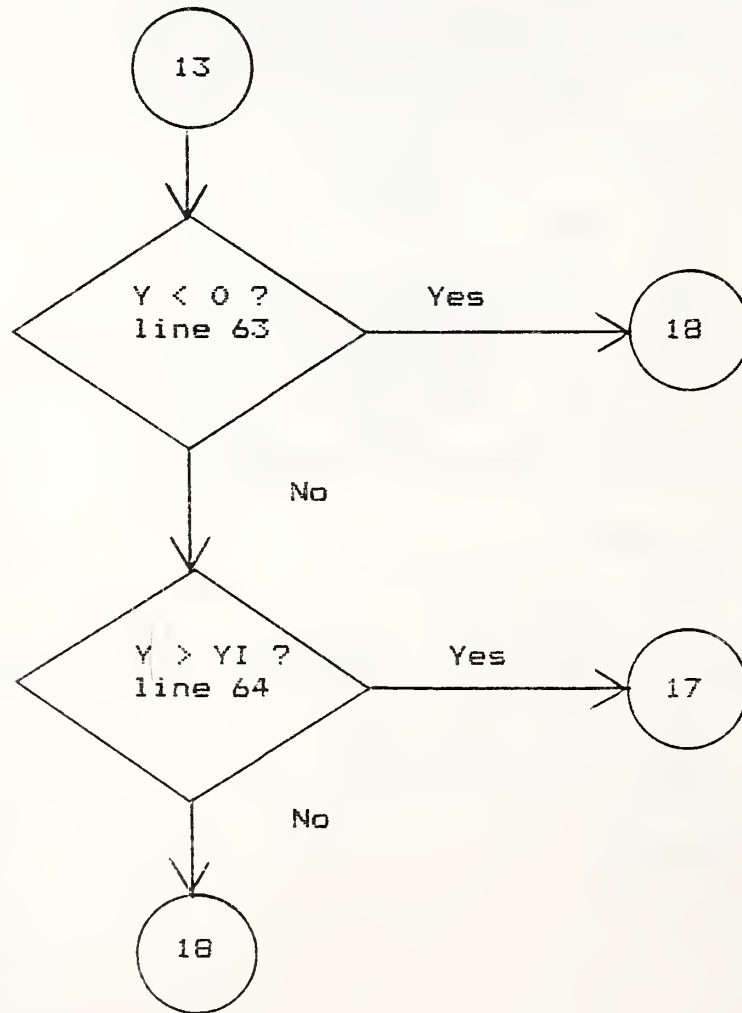 13
Y < 0 ?
line 63
Yes
18
No
Y > YI ?
line 64
Yes
17
No
18